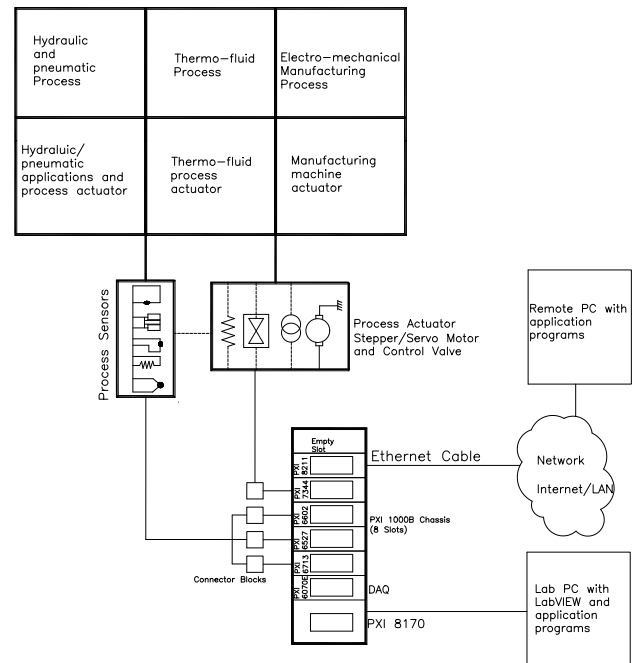 Hydraulic
and
pneumatic
Process
Thermo-fluid
Process
Electro-mechanical
Manufacturing
Process
Hydraluic/
pneumatic
applications and
process actuator
Thermo-fluid
process
actuator
Manufacturing
machine
actuator
Process Sensors
Process Actuator
Stepper/Servo Motor
and Control Valve
Remote PC with
application
programs
Empty
Slot
PXI
8211
Ethernet Cable
Network
Internet/LAN
PXI
7344
PXI
6602
PXI 1000B Chassis
(8 Slots)
PXI
6527
PXI
6713
Connector Blocks
PXI
6070E
DAQ
PXI 8170
Lab PC with
LabVIEW and
application
programs